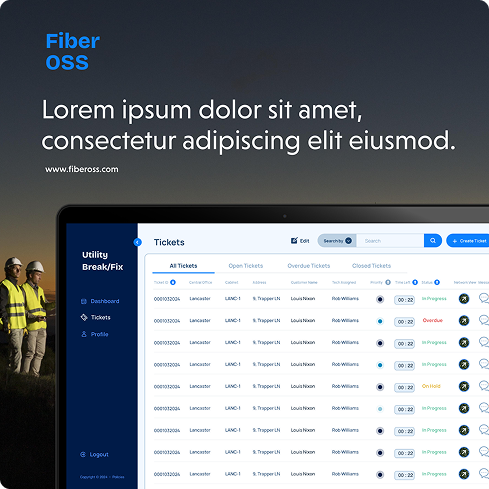 Fiber
OSS
Lorem ipsum dolor sit amet,
consectetur adipiscing elit eiusmod.
www.fibeross.com
Utility
Break/Fix
Dashboard
Tickets
Profile
Logout
Copyright © 2024 - Fibeross
Tickets
Edit
Search by
Search
+ Create Ticket
All Tickets
Open Tickets
Overdue Tickets
Closed Tickets
Ticket ID Central Office Cabinet Address Customer Name Tech Assigned Priority Time Left Status Network View
0001032024 Lancaster LANC-1 9, Trapper LN Louis Nixon Rob Williams 00 : 22 In Progress
0001032024 Lancaster LANC-1 9, Trapper LN Louis Nixon Rob Williams 00 : 22 Overdue
0001032024 Lancaster LANC-1 9, Trapper LN Louis Nixon Rob Williams 00 : 22 In Progress
0001032024 Lancaster LANC-1 9, Trapper LN Louis Nixon Rob Williams 00 : 22 In Progress
0001032024 Lancaster LANC-1 9, Trapper LN Louis Nixon Rob Williams 00 : 22 On Hold
0001032024 Lancaster LANC-1 9, Trapper LN Louis Nixon Rob Williams 00 : 22 In Progress
0001032024 Lancaster LANC-1 9, Trapper LN Louis Nixon Rob Williams 00 : 22 In Progress
0001032024 Lancaster LANC-1 9, Trapper LN Louis Nixon Rob Williams 00 : 22 In Progress
0001032024 Lancaster LANC-1 9, Trapper LN Louis Nixon Rob Williams 00 : 22 In Progress